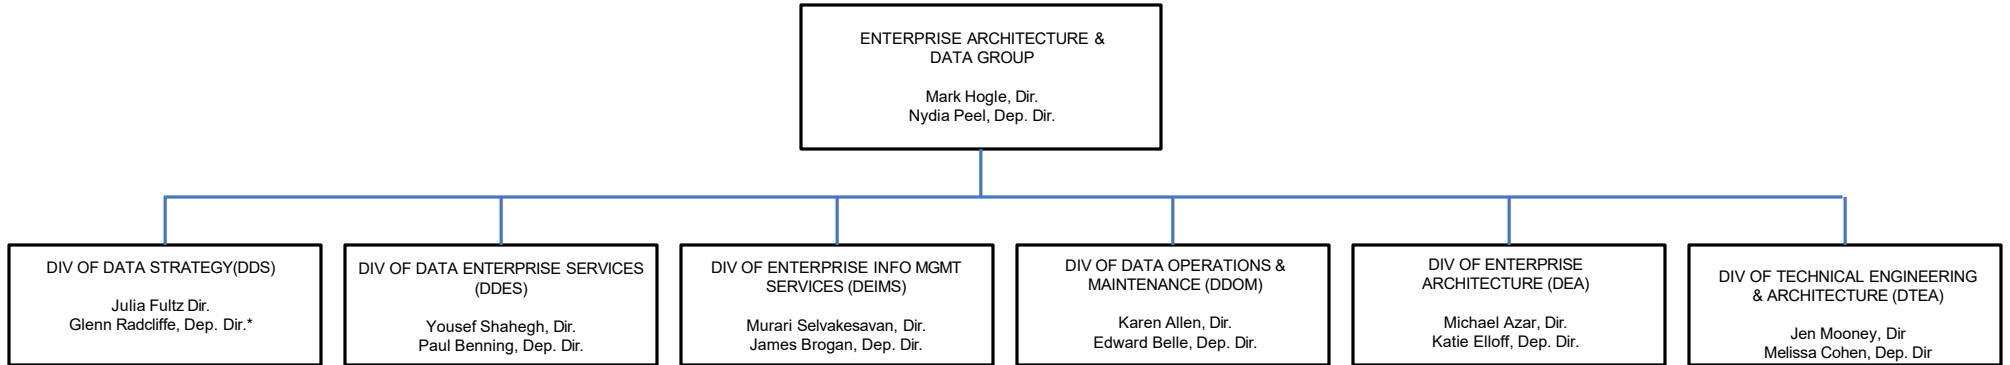 ENTERPRISE ARCHITECTURE &
DATA GROUP
Mark Hogle, Dir.
Nydia Peel, Dep. Dir.
DIV OF DATA STRATEGY(DDS)
Julia Fultz Dir.
Glenn Radcliffe, Dep. Dir.*
DIV OF DATA ENTERPRISE SERVICES
(DDES)
Yousef Shahegh, Dir.
Paul Benning, Dep. Dir.
DIV OF ENTERPRISE INFO MGMT
SERVICES (DEIMS)
Murari Selvakesavan, Dir.
James Brogan, Dep. Dir.
DIV OF DATA OPERATIONS &
MAINTENANCE (DDOM)
Karen Allen, Dir.
Edward Belle, Dep. Dir.
DIV OF ENTERPRISE
ARCHITECTURE (DEA)
Michael Azar, Dir.
Katie Elloff, Dep. Dir.
DIV OF TECHNICAL ENGINEERING
& ARCHITECTURE (DTEA)
Jen Mooney, Dir
Melissa Cohen, Dep. Dir